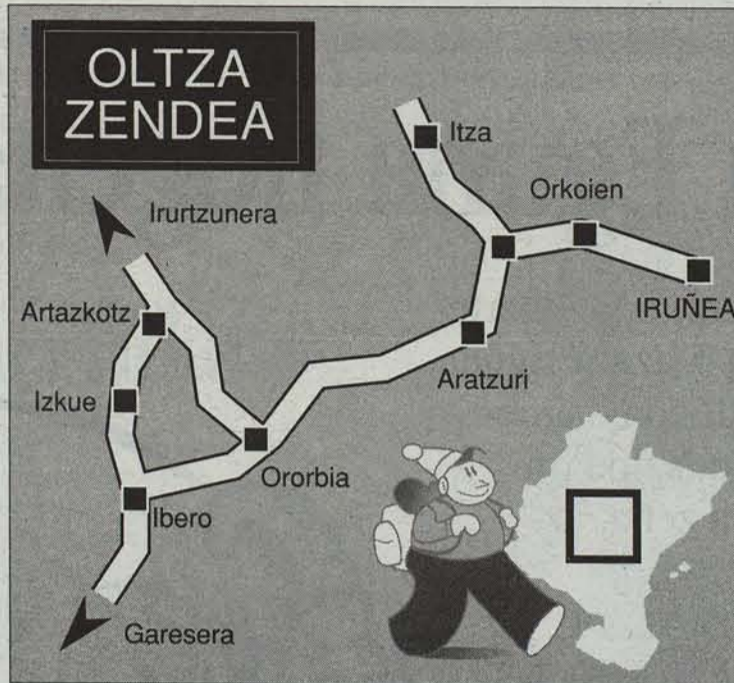 OLTZA
ZENDEA
Itza
Orkoien
Irurtzunera
IRUÑEA
Artazkotz
Aratzuri
Izkue
Ororbia
Ibero
Garesera